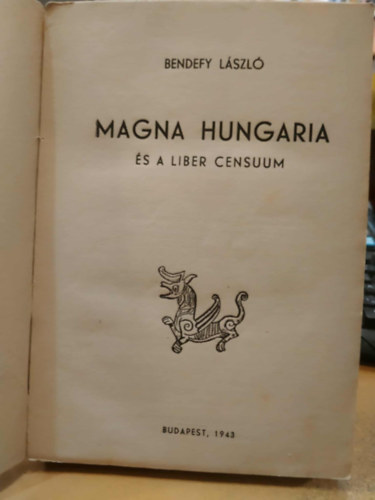 BENDEFY LÁSZLÓ
MAGNA HUNGARIA
ÉS A LIBER CENSUUM
BUDAPEST, 1943